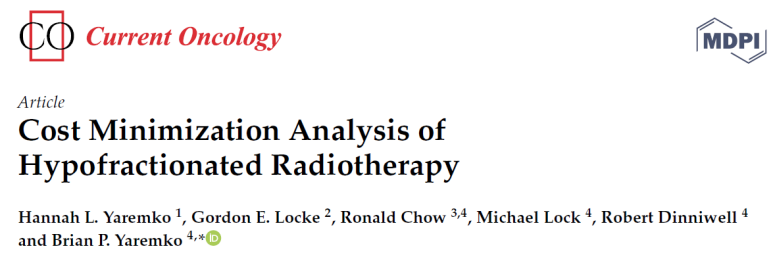 CO Current Oncology
MDPI
Article
Cost Minimization Analysis of
Hypofractionated Radiotherapy
Hannah L. Yaremko 1, Gordon E. Locke 2, Ronald Chow 3,4, Michael Lock 4, Robert Dinniwell 4
and Brian P. Yaremko 4,* iD